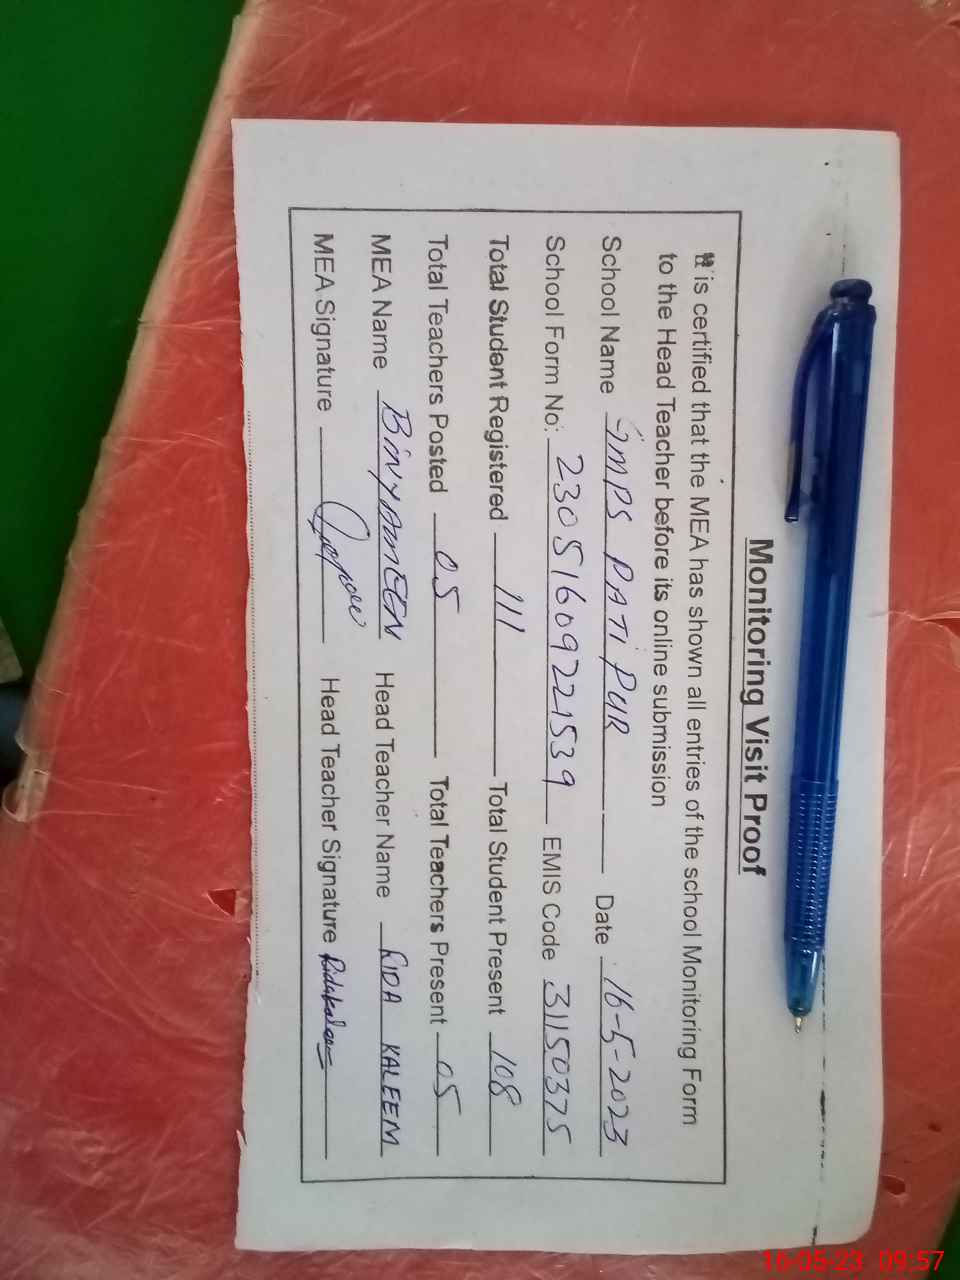 Monitoring Visit Proof
It is certified that the MEA has shown all entries of the school Monitoring Form
to the Head Teacher before its online submission
School Name GMPS PATI PUR Date 16-5-2023
School Form No: 23051609221539 EMIS Code 31150375
Total Student Registered 111 Total Student Present 108
Total Teachers Posted 05 Total Teachers Present 05
MEA Name BINYAMEEN Head Teacher Name RIDA KALEEM
MEA Signature Head Teacher Signature Ridakaleem
16-05-23 09:57